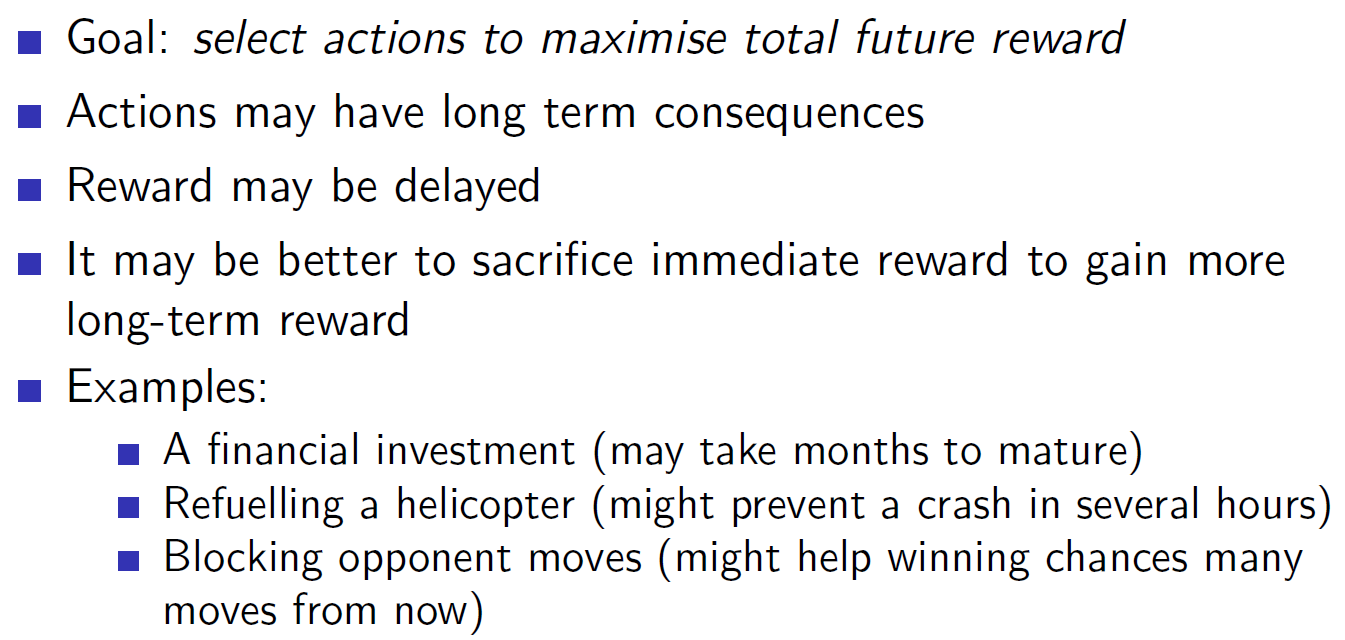 Goal: select actions to maximise total future reward
Actions may have long term consequences
Reward may be delayed
It may be better to sacrifice immediate reward to gain more
long-term reward
Examples:
A financial investment (may take months to mature)
Refuelling a helicopter (might prevent a crash in several hours)
Blocking opponent moves (might help winning chances many
moves from now)